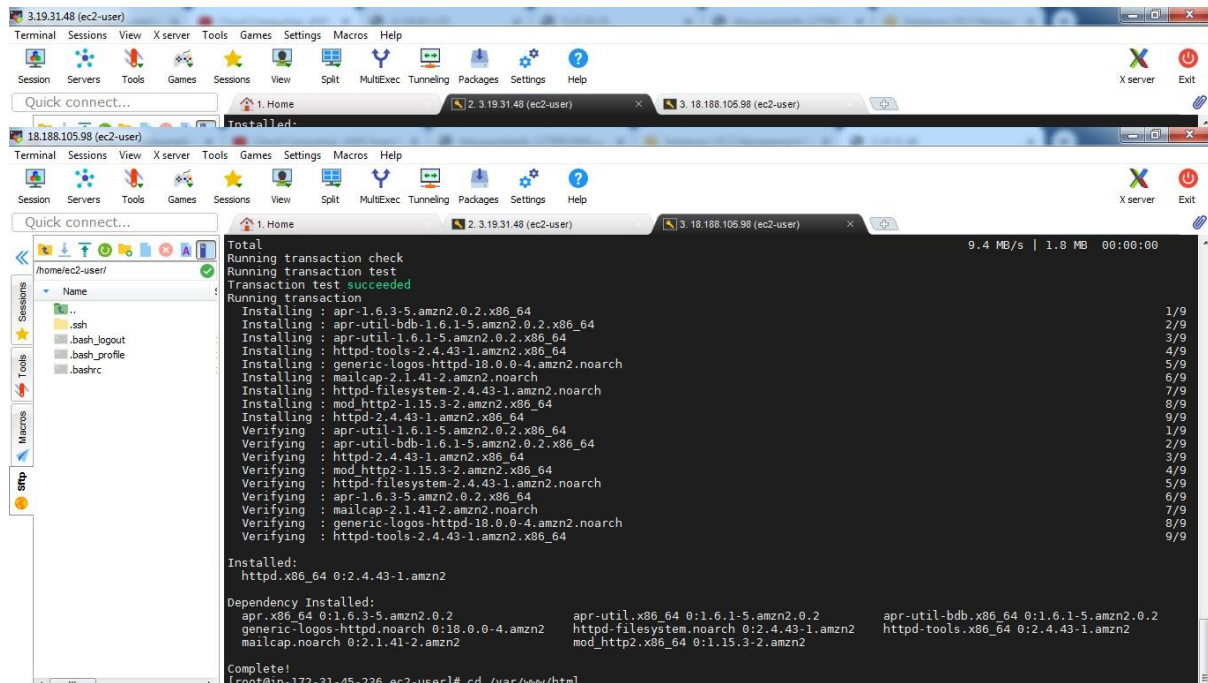 3.19.31.48 (ec2-user)
Terminal Sessions View X server Tools Games Settings Macros Help
Session Servers Tools Games Sessions View Split MultiExec Tunneling Packages Settings Help X server Exit
Quick connect... 1. Home 2. 3.19.31.48 (ec2-user) 3. 18.188.105.98 (ec2-user)
Installed:
18.188.105.98 (ec2-user)
Terminal Sessions View X server Tools Games Settings Macros Help
Session Servers Tools Games Sessions View Split MultiExec Tunneling Packages Settings Help X server Exit
Quick connect... 1. Home 2. 3.19.31.48 (ec2-user) 3. 18.188.105.98 (ec2-user)
/home/ec2-user/
Name
..
.ssh
.bash_logout
.bash_profile
.bashrc
Sessions
Tools
Macros
Sftp
Total 9.4 MB/s | 1.8 MB 00:00:00
Running transaction check
Running transaction test
Transaction test succeeded
Running transaction
Installing : apr-1.6.3-5.amzn2.0.2.x86_64 1/9
Installing : apr-util-bdb-1.6.1-5.amzn2.0.2.x86_64 2/9
Installing : apr-util-1.6.1-5.amzn2.0.2.x86_64 3/9
Installing : httpd-tools-2.4.43-1.amzn2.x86_64 4/9
Installing : generic-logos-httpd-18.0.0-4.amzn2.noarch 5/9
Installing : mailcap-2.1.41-2.amzn2.noarch 6/9
Installing : httpd-filesystem-2.4.43-1.amzn2.noarch 7/9
Installing : mod_http2-1.15.3-2.amzn2.x86_64 8/9
Installing : httpd-2.4.43-1.amzn2.x86_64 9/9
Verifying : apr-util-1.6.1-5.amzn2.0.2.x86_64 1/9
Verifying : apr-util-bdb-1.6.1-5.amzn2.0.2.x86_64 2/9
Verifying : httpd-2.4.43-1.amzn2.x86_64 3/9
Verifying : mod_http2-1.15.3-2.amzn2.x86_64 4/9
Verifying : httpd-filesystem-2.4.43-1.amzn2.noarch 5/9
Verifying : apr-1.6.3-5.amzn2.0.2.x86_64 6/9
Verifying : mailcap-2.1.41-2.amzn2.noarch 7/9
Verifying : generic-logos-httpd-18.0.0-4.amzn2.noarch 8/9
Verifying : httpd-tools-2.4.43-1.amzn2.x86_64 9/9
Installed:
httpd.x86_64 0:2.4.43-1.amzn2
Dependency Installed:
apr.x86_64 0:1.6.3-5.amzn2.0.2 apr-util.x86_64 0:1.6.1-5.amzn2.0.2 apr-util-bdb.x86_64 0:1.6.1-5.amzn2.0.2
generic-logos-httpd.noarch 0:18.0.0-4.amzn2 httpd-filesystem.noarch 0:2.4.43-1.amzn2 httpd-tools.x86_64 0:2.4.43-1.amzn2
mailcap.noarch 0:2.1.41-2.amzn2 mod_http2.x86_64 0:1.15.3-2.amzn2
Complete!
[root@ip-172-31-45-236 ec2-user]# cd /var/www/html